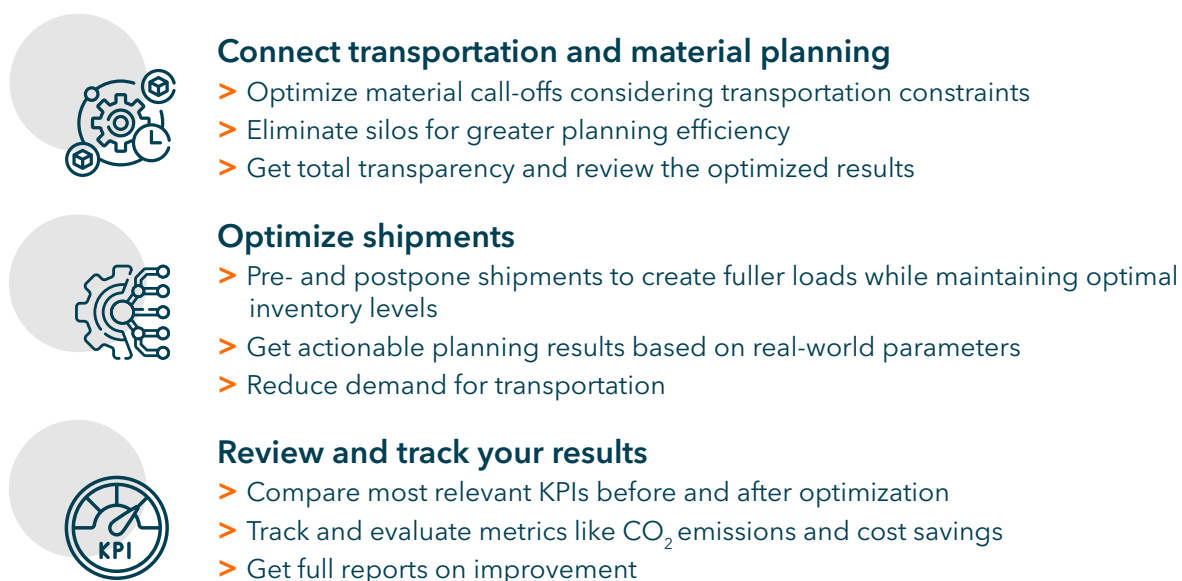 Connect transportation and material planning
> Optimize material call-offs considering transportation constraints
> Eliminate silos for greater planning efficiency
> Get total transparency and review the optimized results
Optimize shipments
> Pre- and postpone shipments to create fuller loads while maintaining optimal
inventory levels
> Get actionable planning results based on real-world parameters
> Reduce demand for transportation
Review and track your results
> Compare most relevant KPIs before and after optimization
> Track and evaluate metrics like CO₂ emissions and cost savings
KPI
> Get full reports on improvement